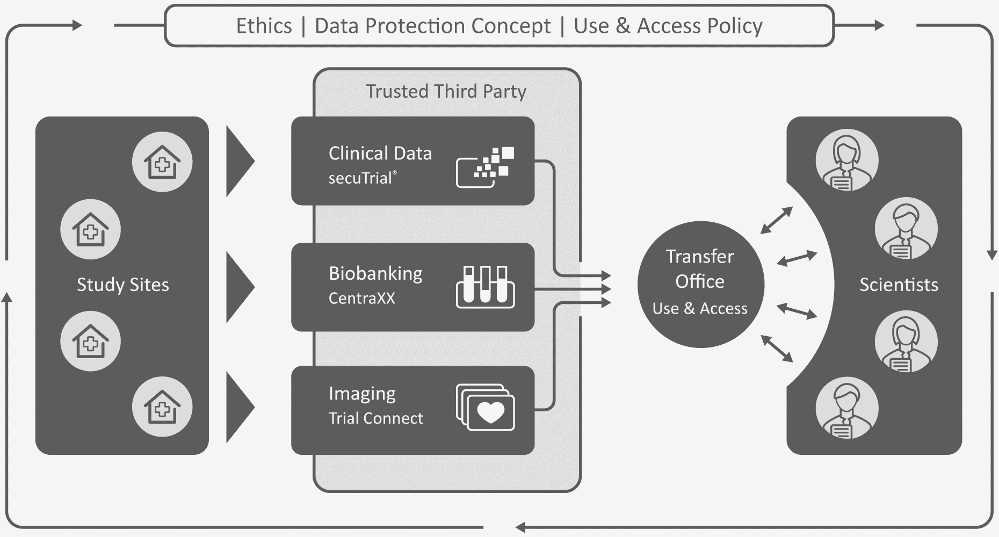 Ethics | Data Protection Concept | Use & Access Policy
Trusted Third Party
Study Sites
Clinical Data
secuTrial®
Biobanking
CentraXX
Imaging
Trial Connect
Transfer
Office
Use & Access
Scientists